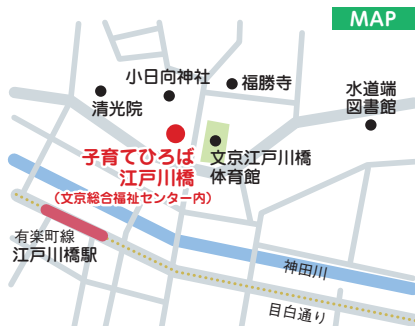 MAP
小日向神社
福勝寺
清光院
水道端
図書館
子育てひろば
江戸川橋
(文京総合福祉センター内)
文京江戸川橋
体育館
有楽町線
江戸川橋駅
神田川
目白通り